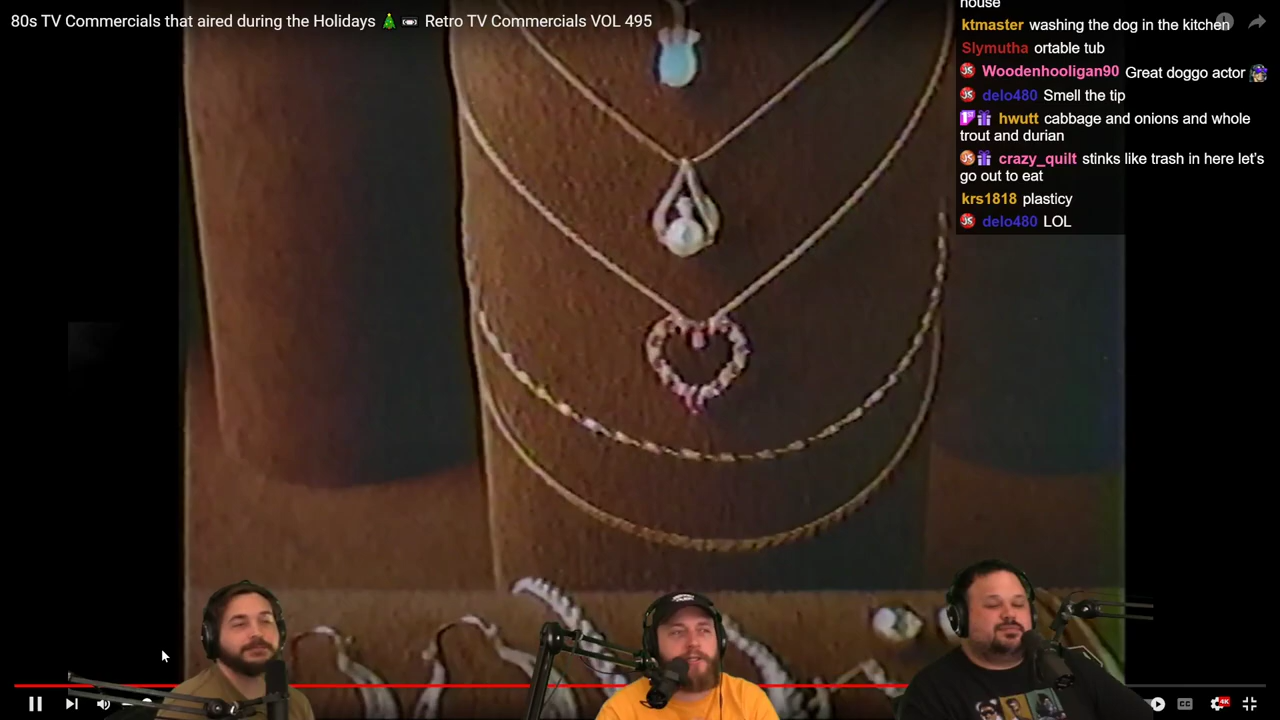 80s TV Commercials that aired during the Holidays 🎄 📼 Retro TV Commercials VOL 495
house
ktmaster washing the dog in the kitchen
Slymutha ortable tub
Woodenhooligan90 Great doggo actor
delo480 Smell the tip
hwutt cabbage and onions and whole
trout and durian
crazy_quilt stinks like trash in here let's
go out to eat
krs1818 plasticy
delo480 LOL
CC
4K